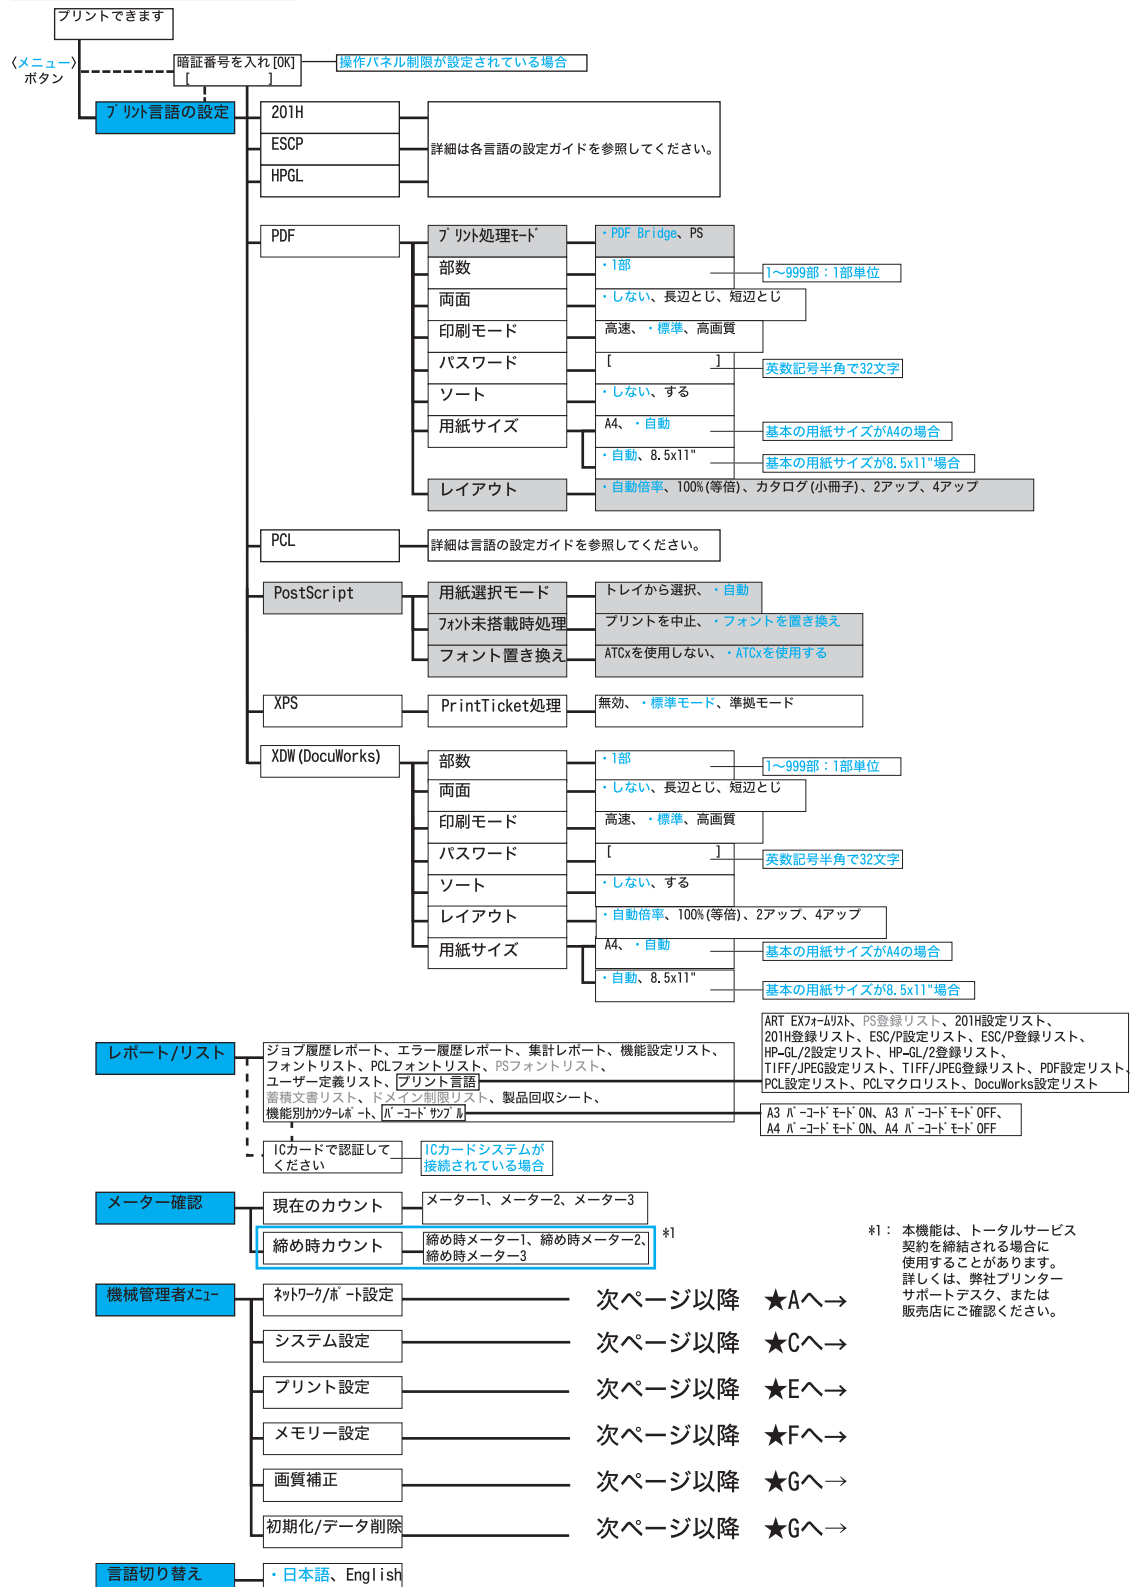 プリントできます
〈メニュー〉
ボタン
暗証番号を入れ[OK]
[ ]
操作パネル制限が設定されている場合
プリント言語の設定
201H
ESCP
HPGL
詳細は各言語の設定ガイドを参照してください。
PDF
プリント処理モード
・PDF Bridge、PS
部数
・1部
1～999部：1部単位
両面
・しない、長辺とじ、短辺とじ
印刷モード
高速、・標準、高画質
パスワード
[ ]
英数記号半角で32文字
ソート
・しない、する
用紙サイズ
A4、・自動
基本の用紙サイズがA4の場合
・自動、8.5x11"
基本の用紙サイズが8.5x11"場合
レイアウト
・自動倍率、100%(等倍)、カタログ(小冊子)、2アップ、4アップ
PCL
詳細は言語の設定ガイドを参照してください。
PostScript
用紙選択モード
トレイから選択、・自動
フォント未搭載時処理
プリントを中止、・フォントを置き換え
フォント置き換え
ATCxを使用しない、・ATCxを使用する
XPS
PrintTicket処理
無効、・標準モード、準拠モード
XDW(DocuWorks)
部数
・1部
1～999部：1部単位
両面
・しない、長辺とじ、短辺とじ
印刷モード
高速、・標準、高画質
パスワード
[ ]
英数記号半角で32文字
ソート
・しない、する
レイアウト
・自動倍率、100%(等倍)、2アップ、4アップ
用紙サイズ
A4、・自動
基本の用紙サイズがA4の場合
・自動、8.5x11"
基本の用紙サイズが8.5x11"場合
レポート/リスト
ジョブ履歴レポート、エラー履歴レポート、集計レポート、機能設定リスト、
フォントリスト、PCLフォントリスト、PSフォントリスト、
ユーザー定義リスト、プリント言語
蓄積文書リスト、ドメイン制限リスト、製品回収シート、
機能別カウンターレポート、バーコードサンプル
ART EXフォームリスト、PS登録リスト、201H設定リスト、
201H登録リスト、ESC/P設定リスト、ESC/P登録リスト、
HP-GL/2設定リスト、HP-GL/2登録リスト、
TIFF/JPEG設定リスト、TIFF/JPEG登録リスト、PDF設定リスト、
PCL設定リスト、PCLマクロリスト、DocuWorks設定リスト
A3 バーコードモードON、A3 バーコードモードOFF、
A4 バーコードモードON、A4 バーコードモードOFF
ICカードで認証して
ください
ICカードシステムが
接続されている場合
メーター確認
現在のカウント
メーター1、メーター2、メーター3
締め時カウント
締め時メーター1、締め時メーター2、
締め時メーター3
*1
*1： 本機能は、トータルサービス
契約を締結される場合に
使用することがあります。
詳しくは、弊社プリンター
サポートデスク、または
販売店にご確認ください。
機械管理者メニュー
ネットワーク/ポート設定
次ページ以降 ★Aへ→
システム設定
次ページ以降 ★Cへ→
プリント設定
次ページ以降 ★Eへ→
メモリー設定
次ページ以降 ★Fへ→
画質補正
次ページ以降 ★Gへ→
初期化/データ削除
次ページ以降 ★Gへ→
言語切り替え
・日本語、English